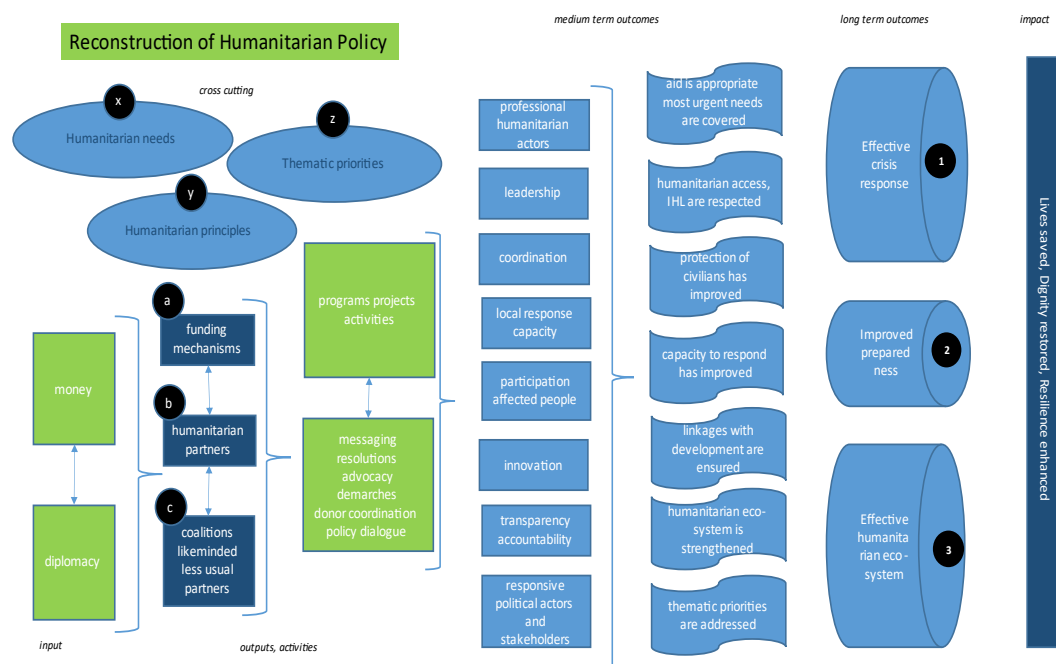 medium term outcomes
long term outcomes
impact
Reconstruction of Humanitarian Policy
cross cutting
x
Humanitarian needs
z
Thematic priorities
y
Humanitarian principles
money
diplomacy
input
a
funding
mechanisms
b
humanitarian
partners
c
coalitions
likeminded
less usual
partners
outputs, activities
programs projects
activities
messaging
resolutions
advocacy
demarches
donor coordination
policy dialogue
professional
humanitarian
actors
leadership
coordination
local response
capacity
participation
affected people
innovation
transparency
accountability
responsive
political actors
and
stakeholders
aid is appropriate
most urgent needs
are covered
humanitarian access,
IHL are respected
protection of
civilians has
improved
capacity to respond
has improved
linkages with
development are
ensured
humanitarian eco-
system is
strengthened
thematic priorities
are addressed
Effective
crisis
response
1
Improved
prepared
ness
2
Effective
humanita
rian eco -
system
3
Lives saved, Dignity restored, Resilience enhanced